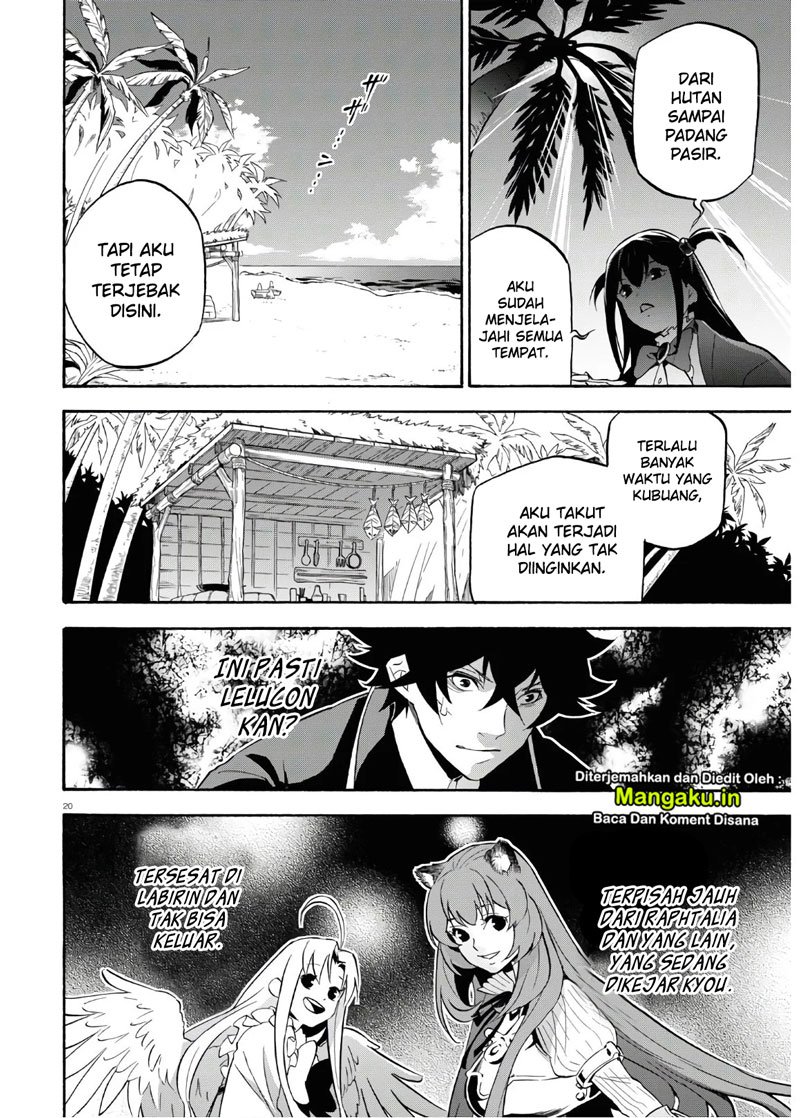 DARI
HUTAN
SAMPAI
PADANG
PASIR.
AKU
SUDAH
MENJELA-
JAHI SEMUA
TEMPAT.
ザザ…ン
TAPI AKU
TETAP
TERJEBAK
DISINI.
TERLALU
BANYAK
WAKTU YANG
KUBUANG,
AKU TAKUT
AKAN TERJADI
HAL YANG TAK
DIINGINKAN.
INI PASTI
LELUCON
KAN?
Diterjemahkan dan Diedit Oleh :
Mangaku.in
Baca Dan Koment Disana
20
TERPISAH JAUH
DARI RAPHTALIA
DAN YANG LAIN,
YANG SEDANG
DIKEJAR KYOU.
TERSESAT DI
LABIRIN DAN
TAK BISA
KELUAR.